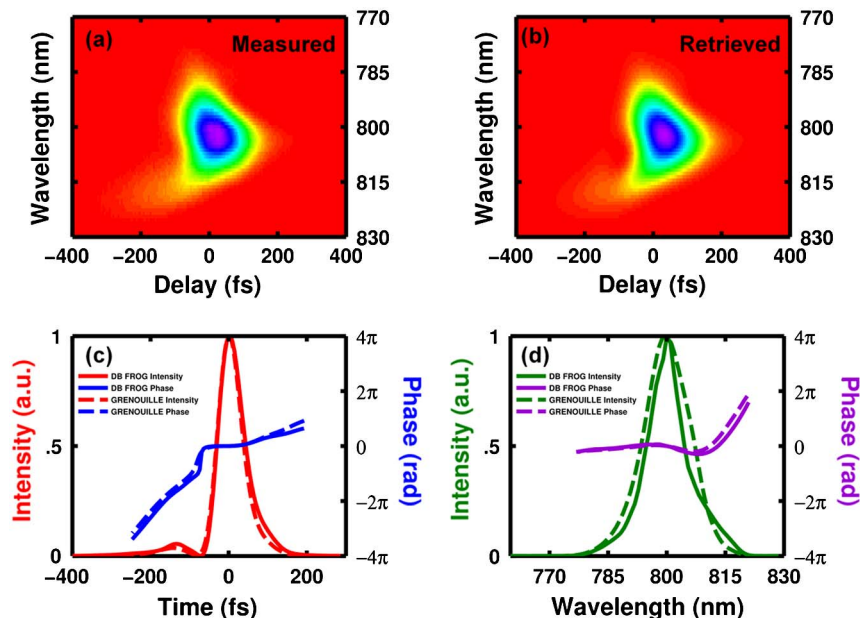 770
785
800
815
830
Wavelength (nm)
(a)
Measured
−400
−200
0
200
400
Delay (fs)
(b)
Retrieved
770
785
800
815
830
Wavelength (nm)
−400
−200
0
200
400
Delay (fs)
(c)
DB FROG Intensity
DB FROG Phase
GRENOUILLE Intensity
GRENOUILLE Phase
1
.5
0
Intensity (a.u.)
4π
2π
0
−2π
−4π
Phase (rad)
−400
−200
0
200
Time (fs)
(d)
DB FROG Intensity
DB FROG Phase
GRENOUILLE Intensity
GRENOUILLE Phase
1
.5
0
Intensity (a.u.)
4π
2π
0
−2π
−4π
Phase (rad)
770
785
800
815
830
Wavelength (nm)